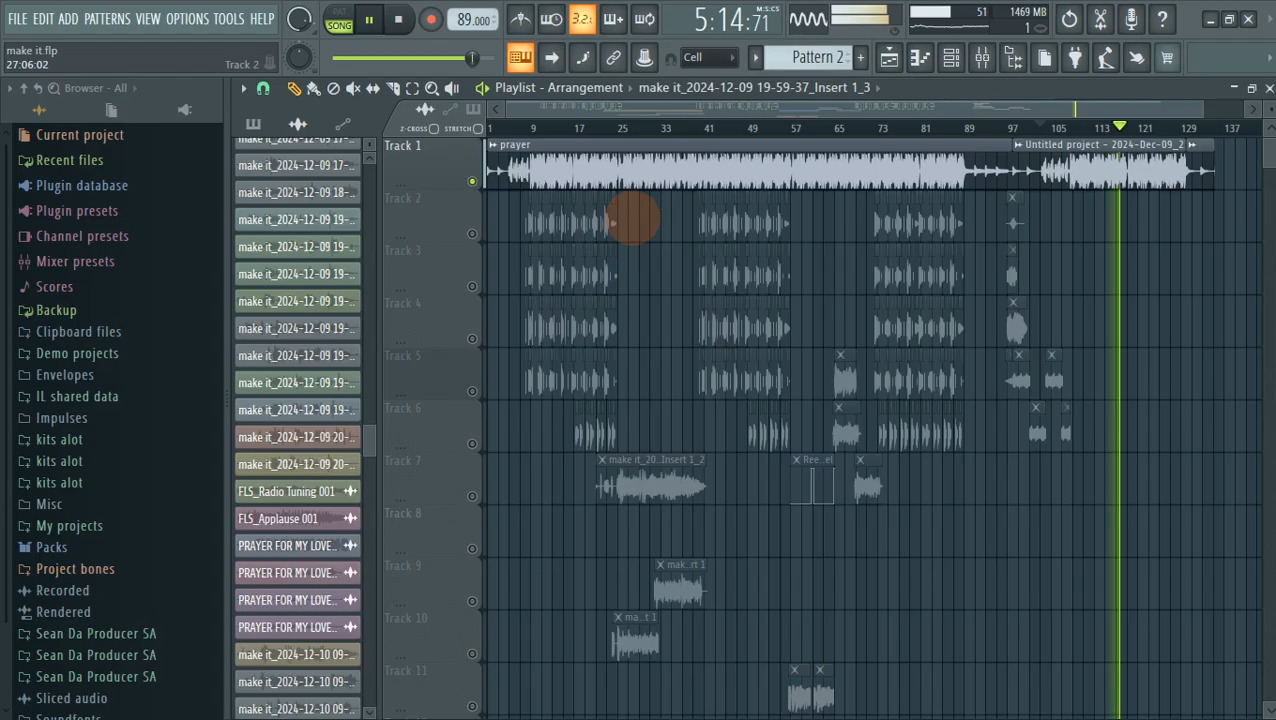 FILE EDIT ADD PATTERNS VIEW OPTIONS TOOLS HELP
PAT
SONG
89.000
3.2.
5:14:71
M:S:CS
51
1469 MB
1
make it.flp
27:06:02
Track 2
Cell
Pattern 2
Browser - All
Playlist - Arrangement
make it_2024-12-09 19-59-37_Insert 1_3
Z-CROSS
STRETCH
1 9 17 25 33 41 49 57 65 73 81 89 97 105 113 121 129 137
Current project
Recent files
Plugin database
Plugin presets
Channel presets
Mixer presets
Scores
Backup
Clipboard files
Demo projects
Envelopes
IL shared data
Impulses
kits alot
kits alot
kits alot
Misc
My projects
Packs
Project bones
Recorded
Rendered
Sean Da Producer SA
Sean Da Producer SA
Sean Da Producer SA
Sliced audio
Soundfonts
make it_2024-12-09 19-..
make it_2024-12-09 18-..
make it_2024-12-09 19..
make it_2024-12-09 19-..
make it_2024-12-09 19-..
make it_2024-12-09 19-..
make it_2024-12-09 19-..
make it_2024-12-09 19-..
make it_2024-12-09 19-..
make it_2024-12-09 19-..
make it_2024-12-09 20-..
make it_2024-12-09 20-..
FLS_Radio Tuning 001
FLS_Applause 001
PRAYER FOR MY LOVE..
PRAYER FOR MY LOVE..
PRAYER FOR MY LOVE..
PRAYER FOR MY LOVE..
make it_2024-12-10 09-..
make it_2024-12-10 09-..
make it_2024-12-10 09-..
Track 1
prayer
Untitled project - 2024-Dec-09_2
Track 2
Track 3
Track 4
Track 5
Track 6
Track 7
make it_20..Insert 1_2
Ree..el
Track 8
Track 9
mak..rt 1
Track 10
ma..t 1
Track 11